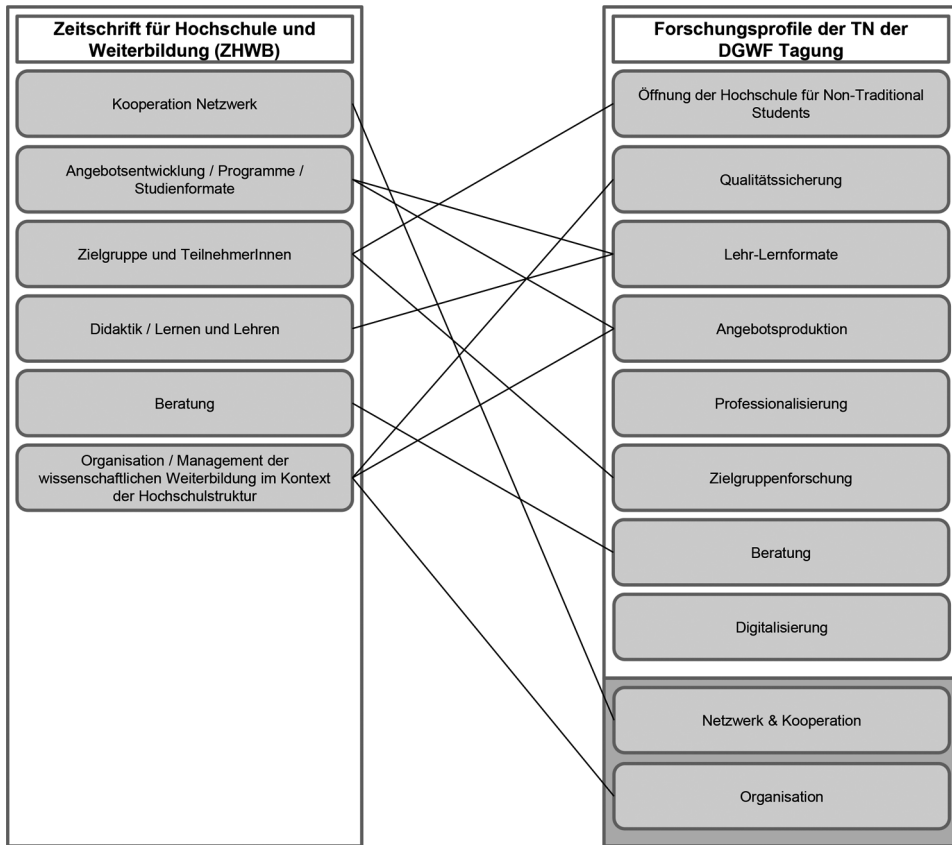 Zeitschrift für Hochschule und
Weiterbildung (ZHWB)
Kooperation Netzwerk
Angebotsentwicklung / Programme /
Studienformate
Zielgruppe und TeilnehmerInnen
Didaktik / Lernen und Lehren
Beratung
Organisation / Management der
wissenschaftlichen Weiterbildung im Kontext
der Hochschulstruktur
Forschungsprofile der TN der
DGWF Tagung
Öffnung der Hochschule für Non-Traditional
Students
Qualitätssicherung
Lehr-Lernformate
Angebotsproduktion
Professionalisierung
Zielgruppenforschung
Beratung
Digitalisierung
Netzwerk & Kooperation
Organisation